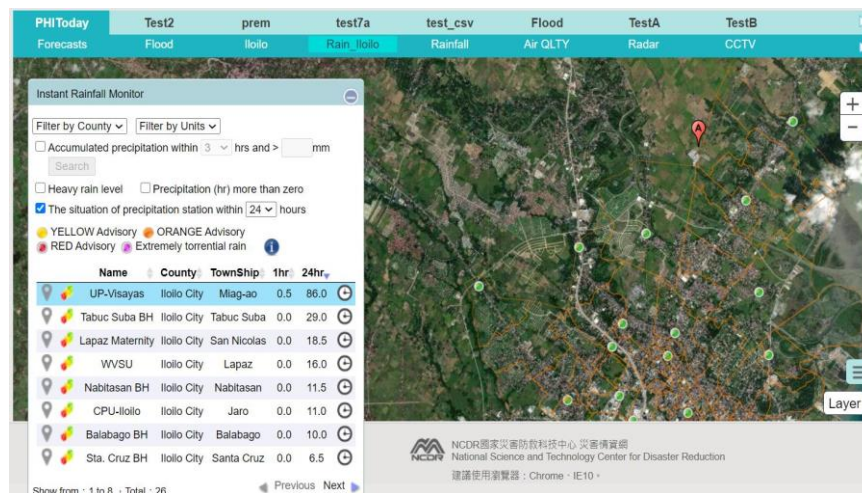 PHIToday Test2 prem test7a test_csv Flood TestA TestB
Forecasts Flood Iloilo Rain_Iloilo Rainfall Air QLTY Radar CCTV
Instant Rainfall Monitor
Filter by County Filter by Units
Accumulated precipitation within 3 hrs and > mm
Search
Heavy rain level Precipitation (hr) more than zero
The situation of precipitation station within 24 hours
YELLOW Advisory ORANGE Advisory
RED Advisory Extremely torrential rain i
Name County TownShip 1hr 24hr
UP-Visayas Iloilo City Miag-ao 0.5 86.0
Tabuc Suba BH Iloilo City Tabuc Suba 0.0 29.0
Lapaz Maternity Iloilo City San Nicolas 0.0 18.5
WVSU Iloilo City Lapaz 0.0 16.0
Nabitasan BH Iloilo City Nabitasan 0.0 11.5
CPU-Iloilo Iloilo City Jaro 0.0 11.0
Balabago BH Iloilo City Balabago 0.0 10.0
Sta. Cruz BH Iloilo City Santa Cruz 0.0 6.5
Show from : 1 to 8 , Total : 26 Previous Next
A
+
−
Layer
NCDR
NCDR國家災害防救科技中心 災害情資網
National Science and Technology Center for Disaster Reduction
建議使用瀏覽器：Chrome、IE10。